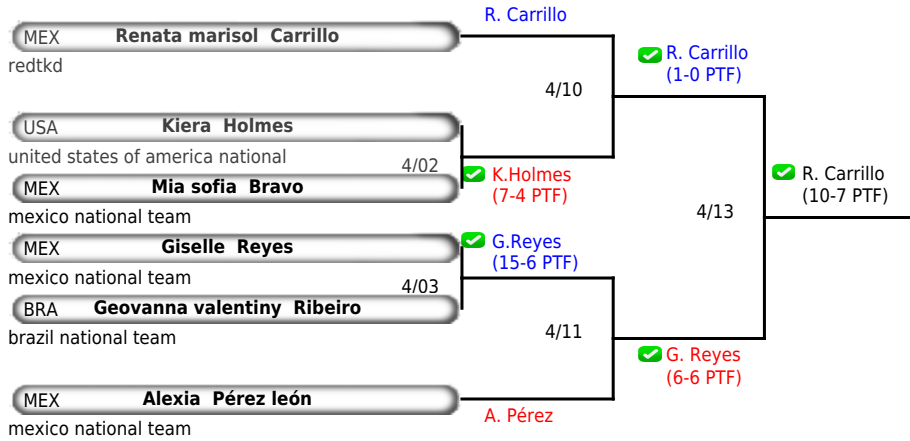 R. Carrillo
MEX Renata marisol  Carrillo
redtkd
R. Carrillo
(1-0 PTF)
4/10
USA Kiera  Holmes
united states of america national
4/02
K.Holmes
(7-4 PTF)
MEX Mia sofia  Bravo
mexico national team
R. Carrillo
(10-7 PTF)
4/13
MEX Giselle  Reyes
mexico national team
G.Reyes
(15-6 PTF)
4/03
BRA Geovanna valentiny  Ribeiro
brazil national team
4/11
G. Reyes
(6-6 PTF)
MEX Alexia  Pérez león
mexico national team
A. Pérez